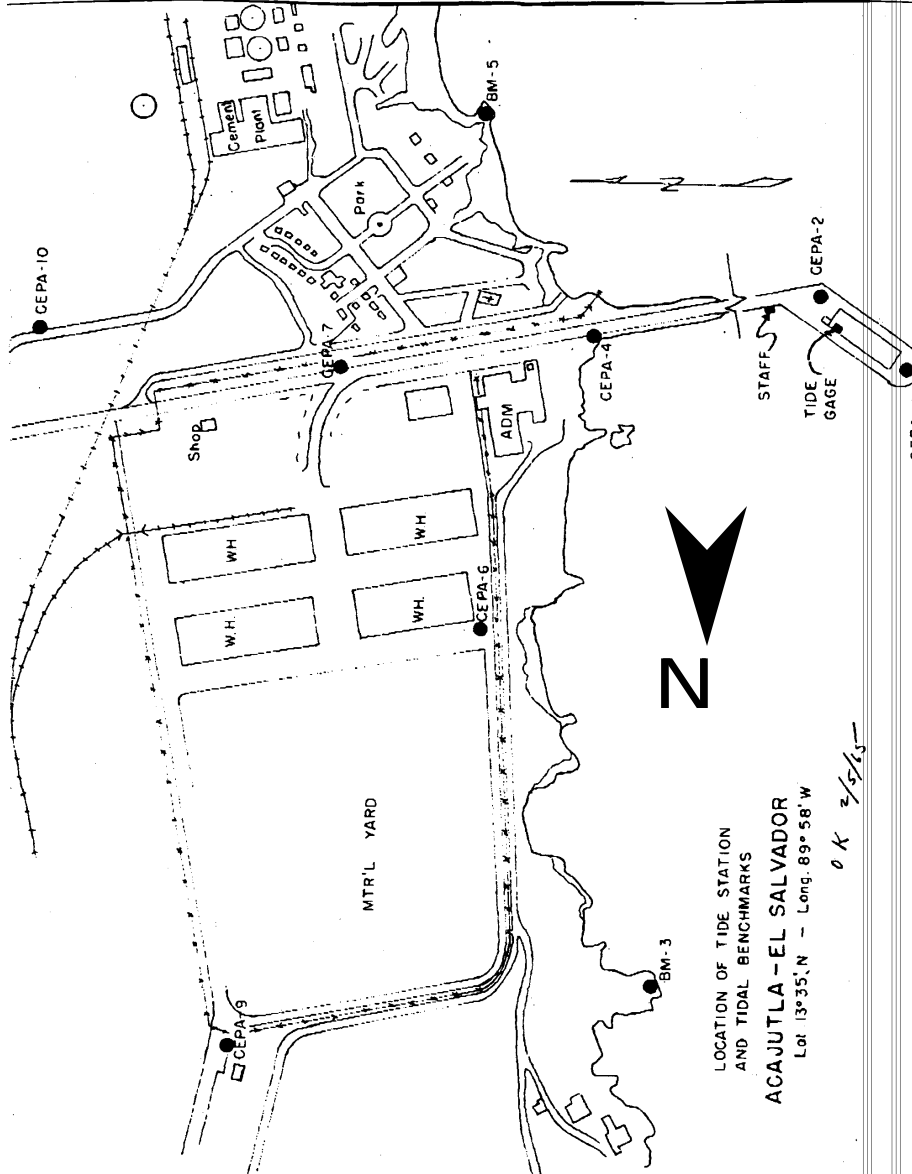 Cement
Plant
BM-5
Park
CEPA-10
CEPA-2
CEPA-7
STAFF
TIDE
GAGE
CEPA-4
Shop
ADM
W.H.
W.H.
W.H.
W.H.
CEPA-6
N
N
MTR'L YARD
BM-3
CEPA-9
LOCATION OF TIDE STATION
AND TIDAL BENCHMARKS
ACAJUTLA-EL SALVADOR
Lat 13°35', N - Long. 89° 58' W
OK 2/5/65